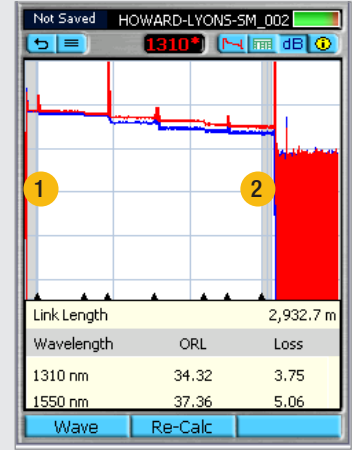 Not Saved HOWARD-LYONS-SM_002
1310* dB
1 2
Link Length 2,932.7 m
Wavelength ORL Loss
1310 nm 34.32 3.75
1550 nm 37.36 5.06
Wave Re-Calc